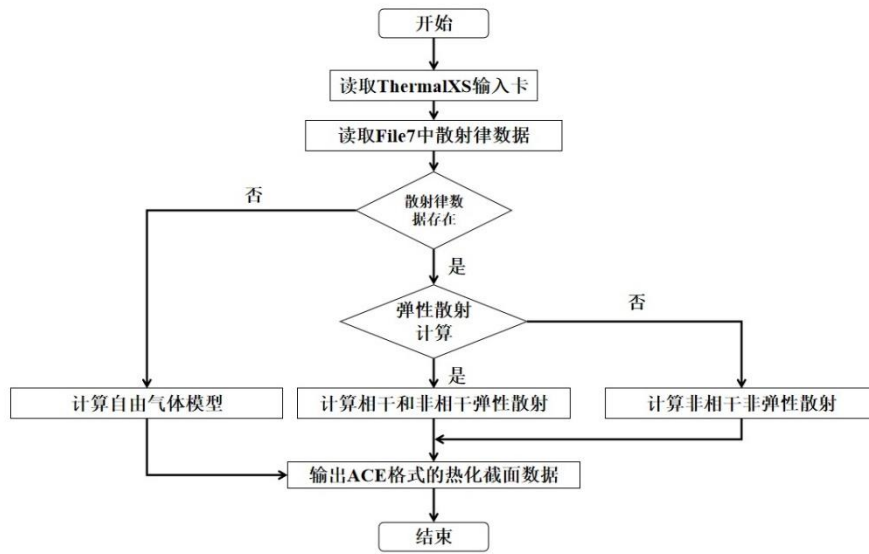 开始
读取ThermalXS输入卡
读取File7中散射律数据
否
散射律数
据存在
是
弹性散射
计算
否
是
计算自由气体模型
计算相干和非相干弹性散射
计算非相干非弹性散射
输出ACE格式的热化截面数据
结束